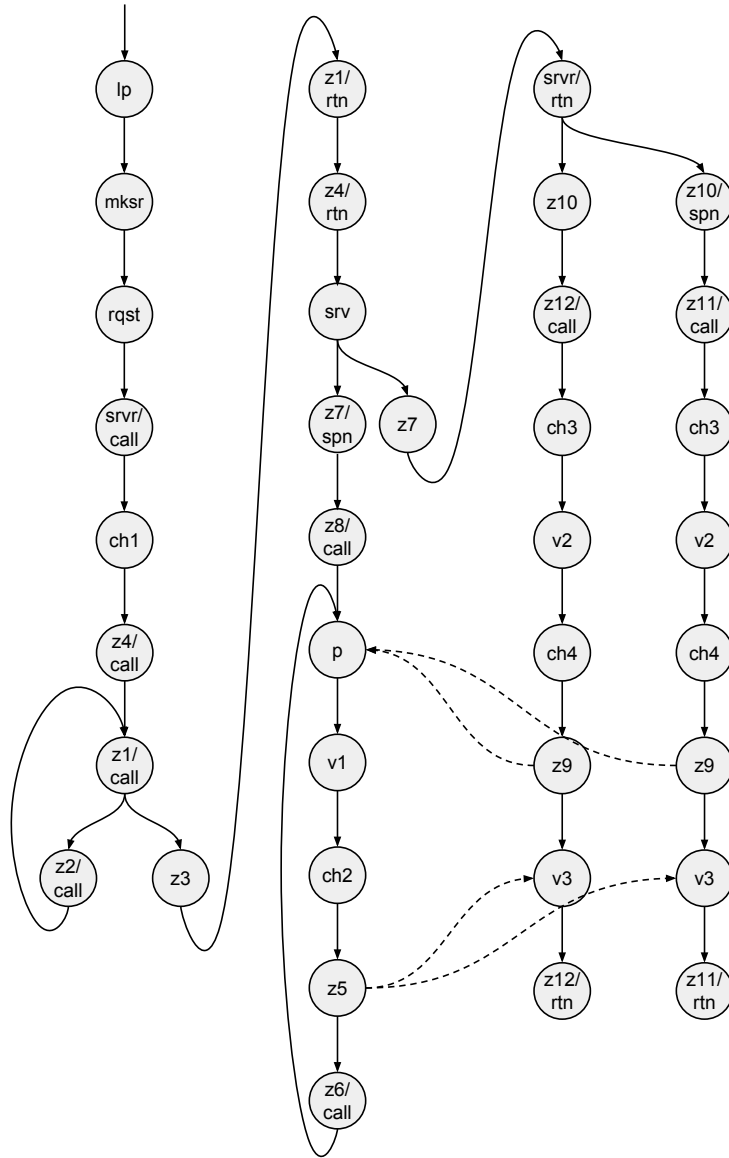 lp
mksr
rqst
srvr/
call
ch1
z4/
call
z1/
call
z2/
call
z3
z1/
rtn
z4/
rtn
srv
z7/
spn
z7
z8/
call
p
v1
ch2
z5
z6/
call
srvr/
rtn
z10
z12/
call
ch3
v2
ch4
z9
v3
z12/
rtn
z10/
spn
z11/
call
ch3
v2
ch4
z9
v3
z11/
rtn